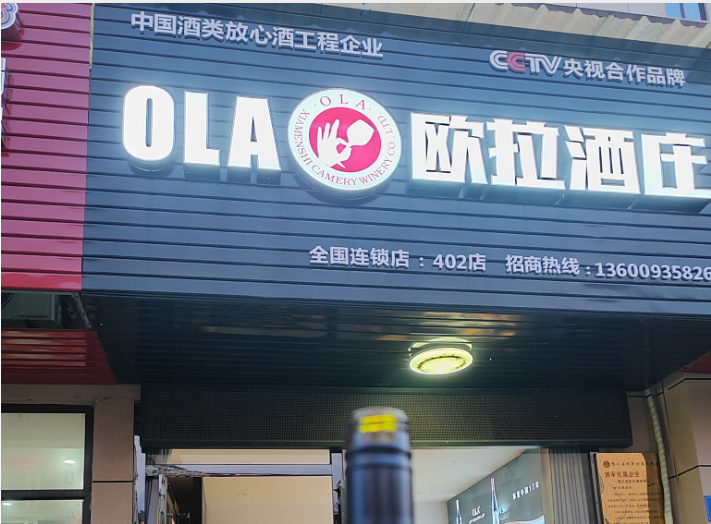 中国酒类放心酒工程企业
CCTV央视合作品牌
OLA
OLA
XIAMENSHI CAMERY.WINERY CO.,LTD.
欧拉酒庄
全国连锁店：402店 招商热线：13600935826
OLA